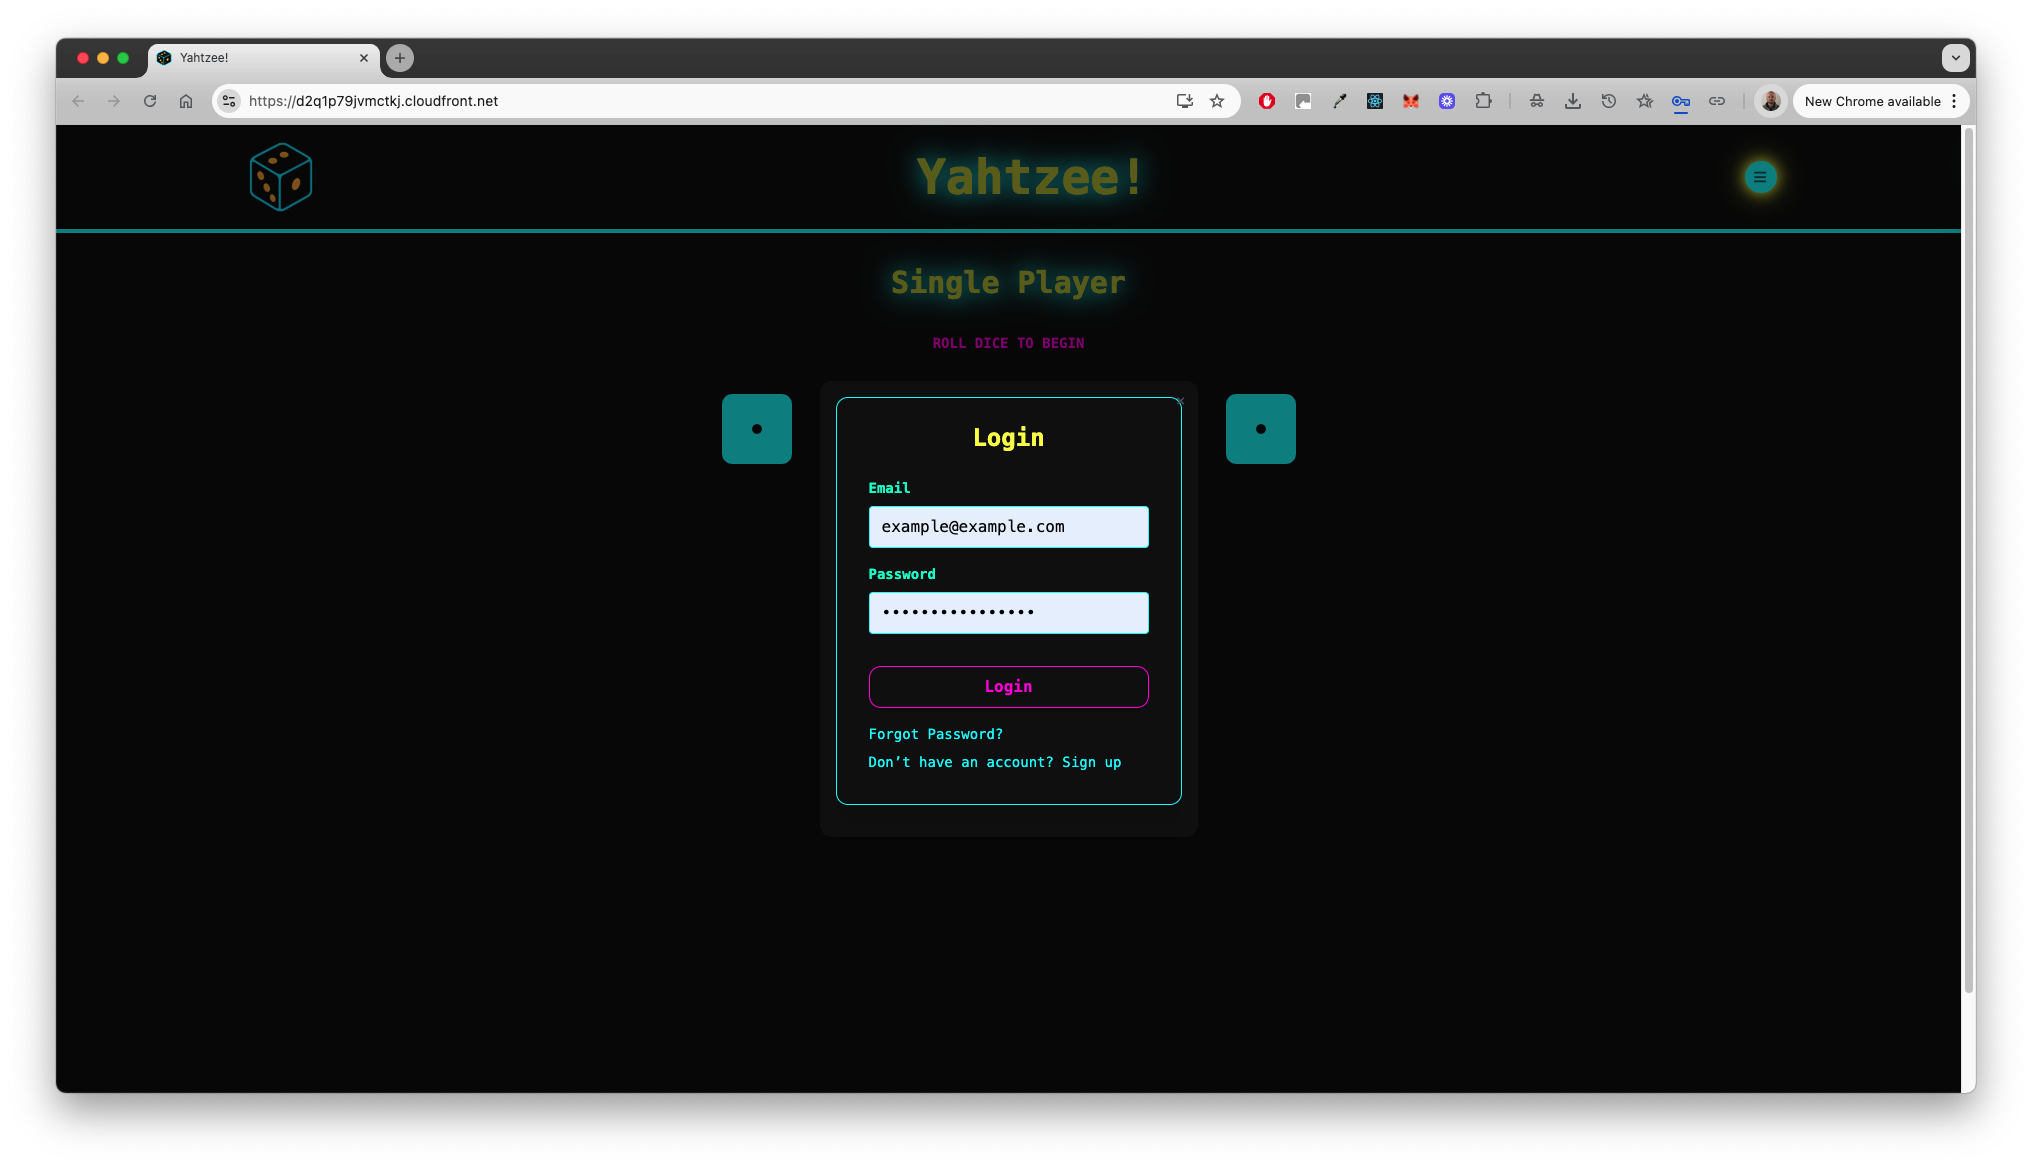 Yahtzee!
https://d2q1p79jvmctkj.cloudfront.net
New Chrome available
Yahtzee!
Single Player
ROLL DICE TO BEGIN
Login
Email
example@example.com
Password
••••••••••••••••
Login
Forgot Password?
Don’t have an account? Sign up